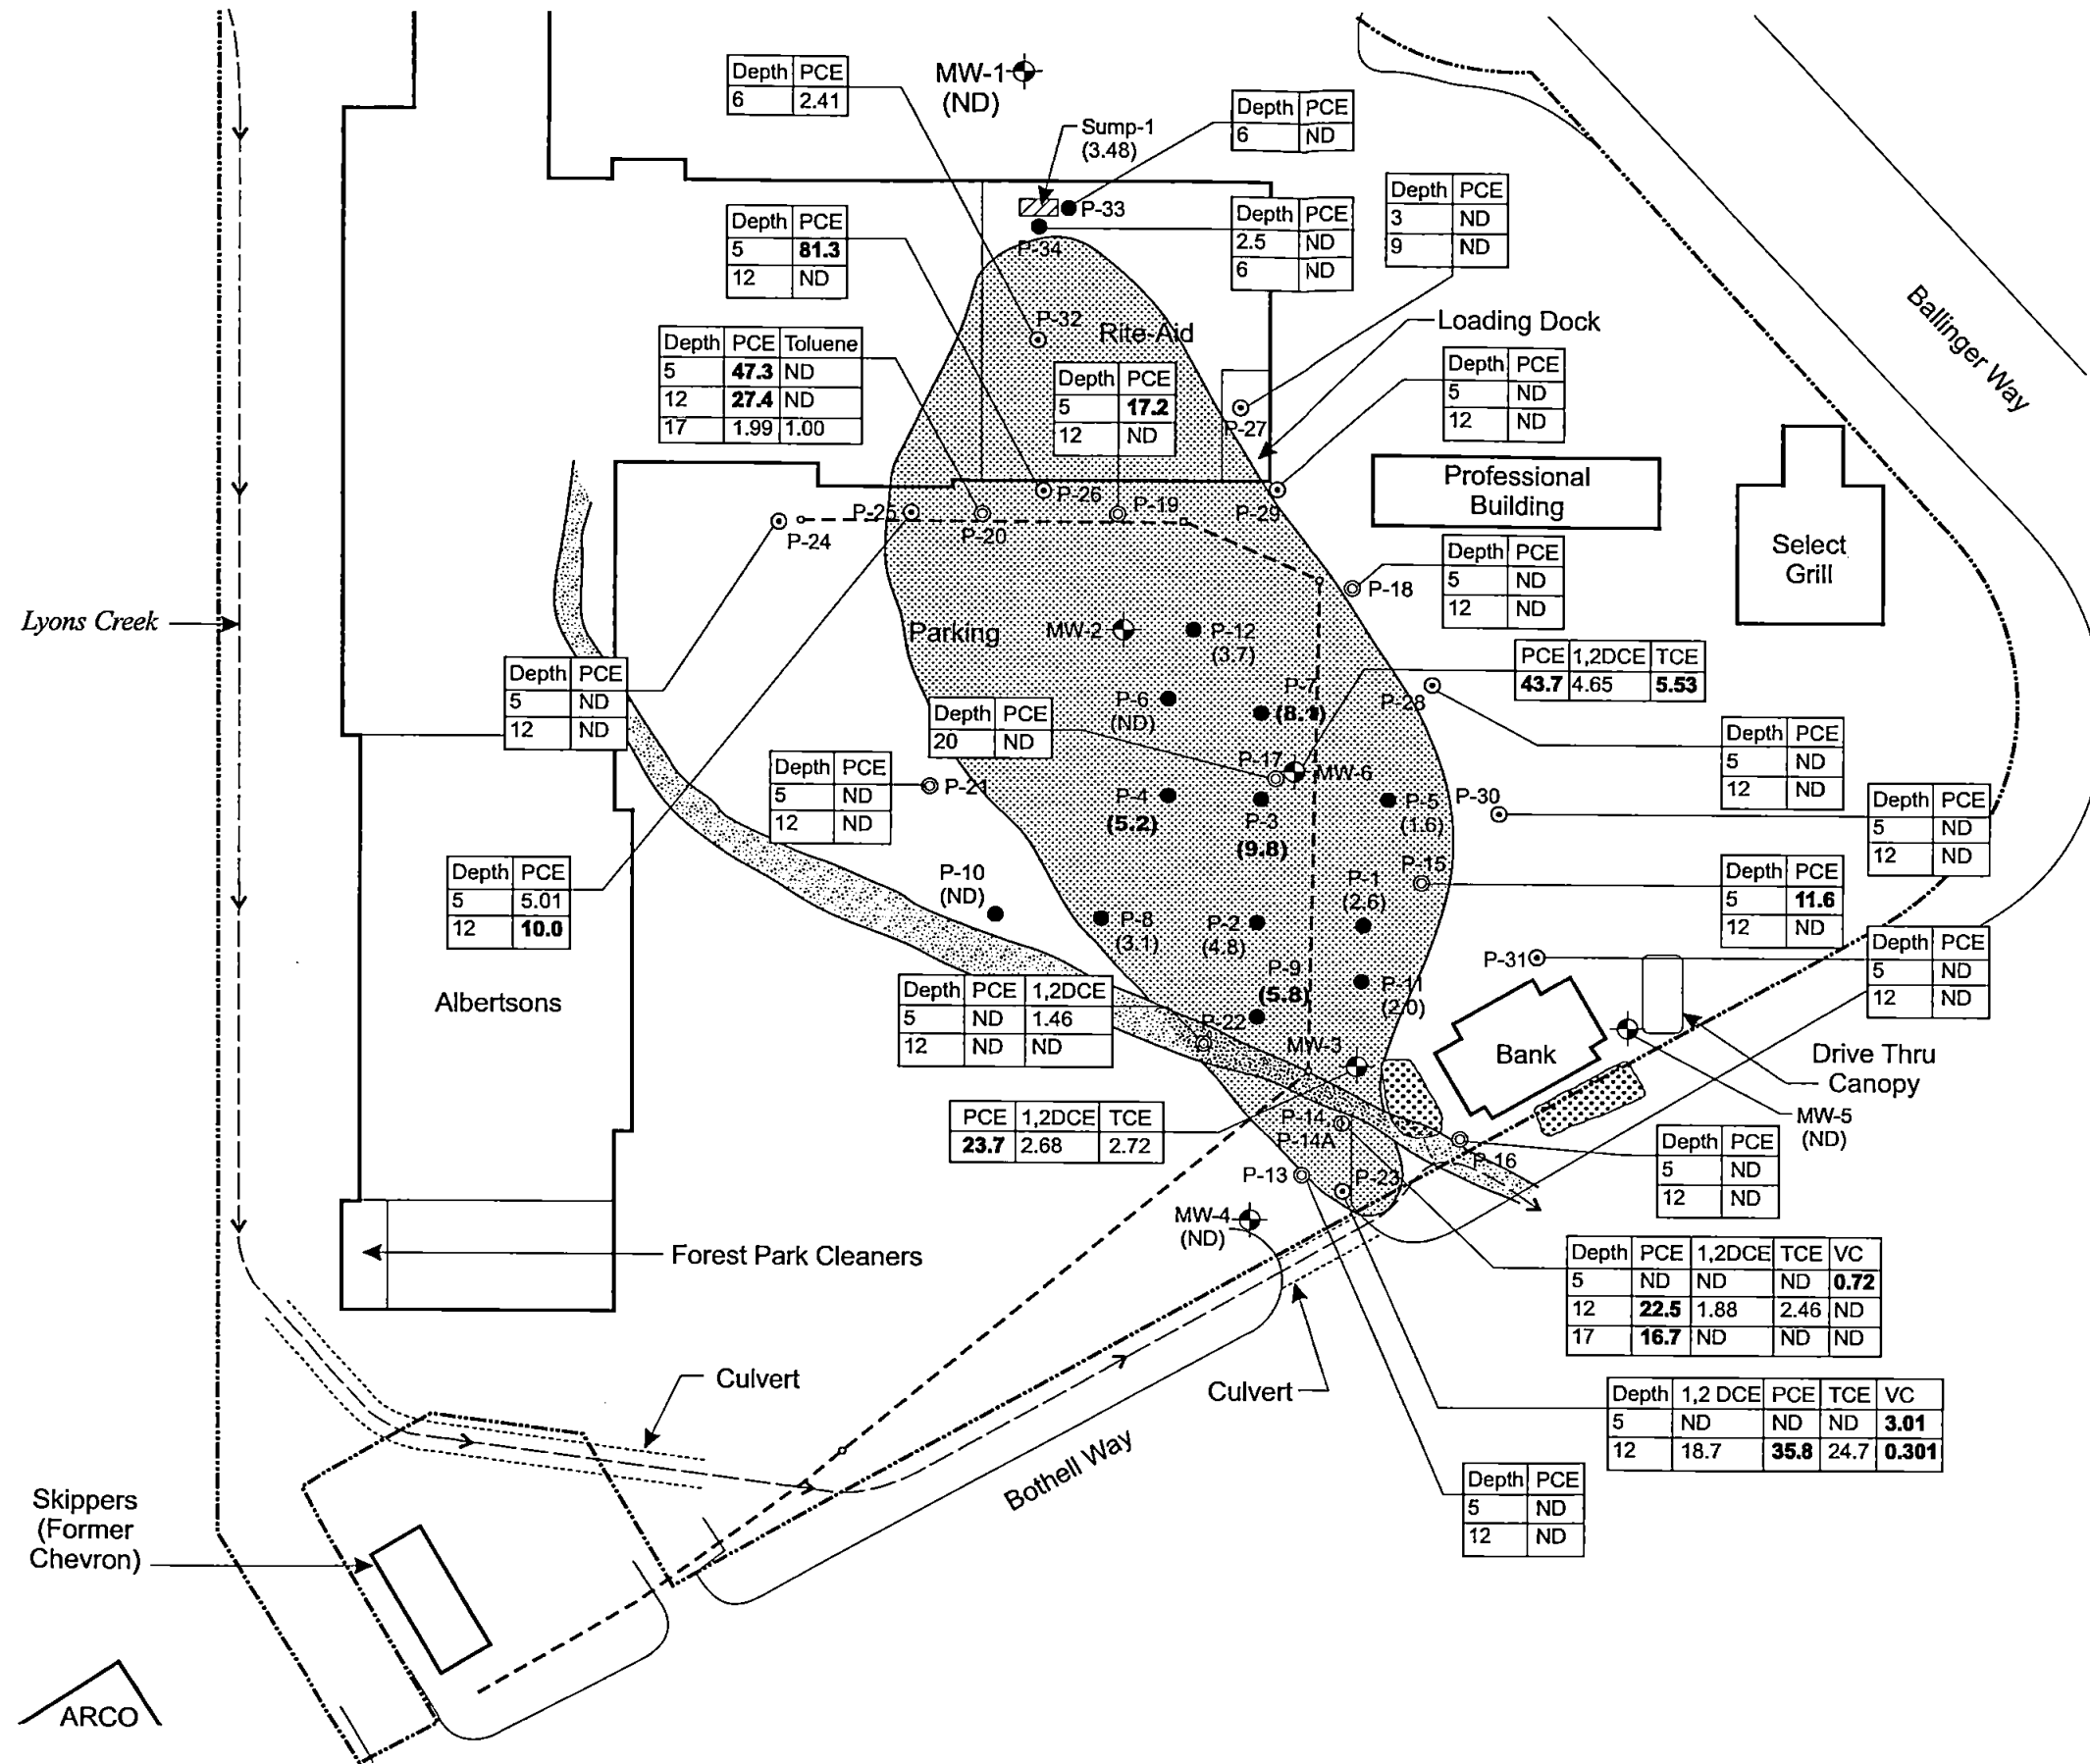 MW-1
(ND)
Depth PCE
6 2.41
Sump-1
(3.48)
Depth PCE
6 ND
P-33
P-34
Depth PCE
2.5 ND
6 ND
Depth PCE
3 ND
9 ND
Depth PCE
5 81.3
12 ND
P-32
Rite-Aid
Loading Dock
Ballinger Way
Depth PCE Toluene
5 47.3 ND
12 27.4 ND
17 1.99 1.00
Depth PCE
5 17.2
12 ND
P-27
Depth PCE
5 ND
12 ND
Professional
Building
Select
Grill
P-24
P-25
P-20
P-26
P-19
P-29
Depth PCE
5 ND
12 ND
P-18
Lyons Creek
Parking
MW-2
P-12
(3.7)
Depth PCE
5 ND
12 ND
PCE 1,2DCE TCE
43.7 4.65 5.53
P-6
(ND)
P-7
(8.1)
P-28
Depth PCE
20 ND
Depth PCE
5 ND
12 ND
Depth PCE
5 ND
12 ND
P-21
P-17
MW-6
P-4
(5.2)
P-3
(9.8)
P-5
(1.6)
P-30
Depth PCE
5 ND
12 ND
Depth PCE
5 5.01
12 10.0
P-10
(ND)
P-8
(3.1)
P-2
(4.8)
P-1
(2.6)
P-15
Depth PCE
5 11.6
12 ND
Depth PCE
5 ND
12 ND
P-31
Albertsons
Depth PCE 1,2DCE
5 ND 1.46
12 ND ND
P-9
(5.8)
P-11
(2.0)
P-22
MW-3
Bank
Drive Thru
Canopy
MW-5
(ND)
PCE 1,2DCE TCE
23.7 2.68 2.72
P-14,
P-14A
P-13
P-23
P-16
Depth PCE
5 ND
12 ND
MW-4
(ND)
Forest Park Cleaners
Depth PCE 1,2DCE TCE VC
5 ND ND ND 0.72
12 22.5 1.88 2.46 ND
17 16.7 ND ND ND
Culvert
Culvert
Depth 1,2 DCE PCE TCE VC
5 ND ND ND 3.01
12 18.7 35.8 24.7 0.301
Bothell Way
Depth PCE
5 ND
12 ND
Skippers
(Former
Chevron)
ARCO